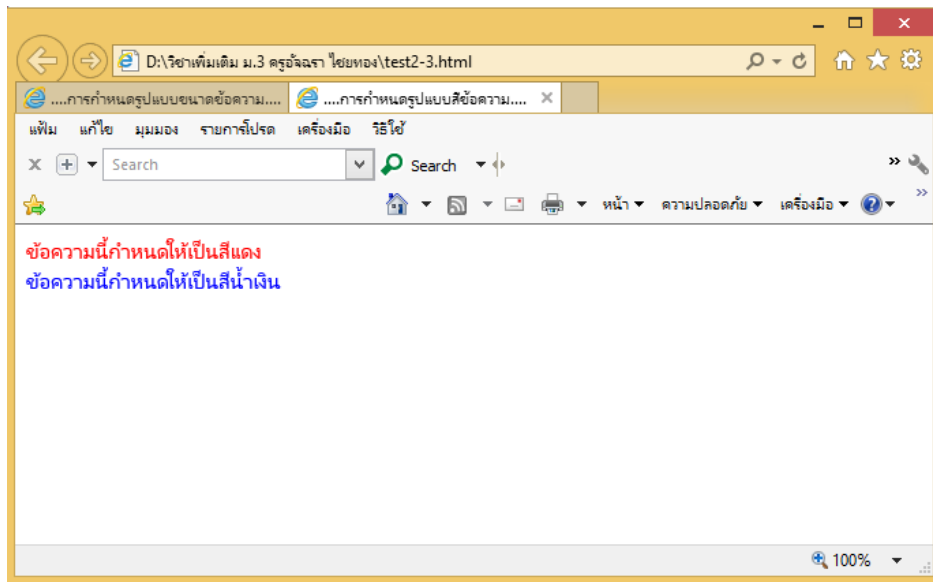 D:\วิชาเพิ่มเติม ม.3 ครูอัจฉรา ไชยทอง\test2-3.html
....การกำหนดรูปแบบขนาดข้อความ.... ....การกำหนดรูปแบบสีข้อความ....
แฟ้ม แก้ไข มุมมอง รายการโปรด เครื่องมือ วิธีใช้
Search Search
หน้า ความปลอดภัย เครื่องมือ
ข้อความนี้กำหนดให้เป็นสีแดง
ข้อความนี้กำหนดให้เป็นสีน้ำเงิน
100%